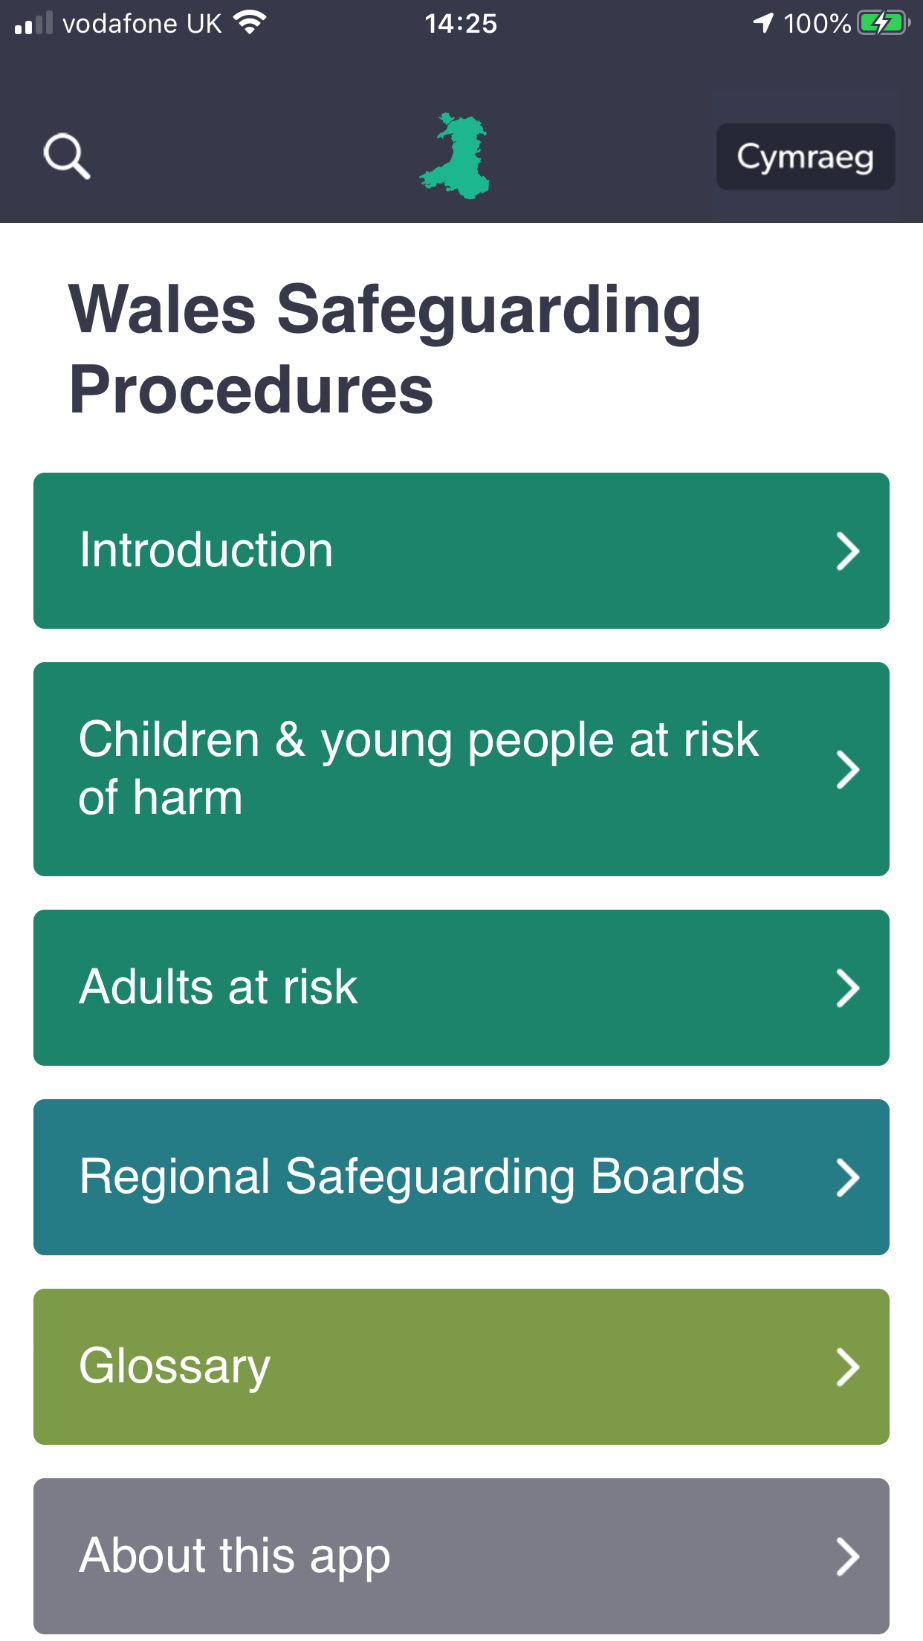 vodafone UK 14:25 100%
Cymraeg
Wales Safeguarding
Procedures
Introduction
Children & young people at risk
of harm
Adults at risk
Regional Safeguarding Boards
Glossary
About this app